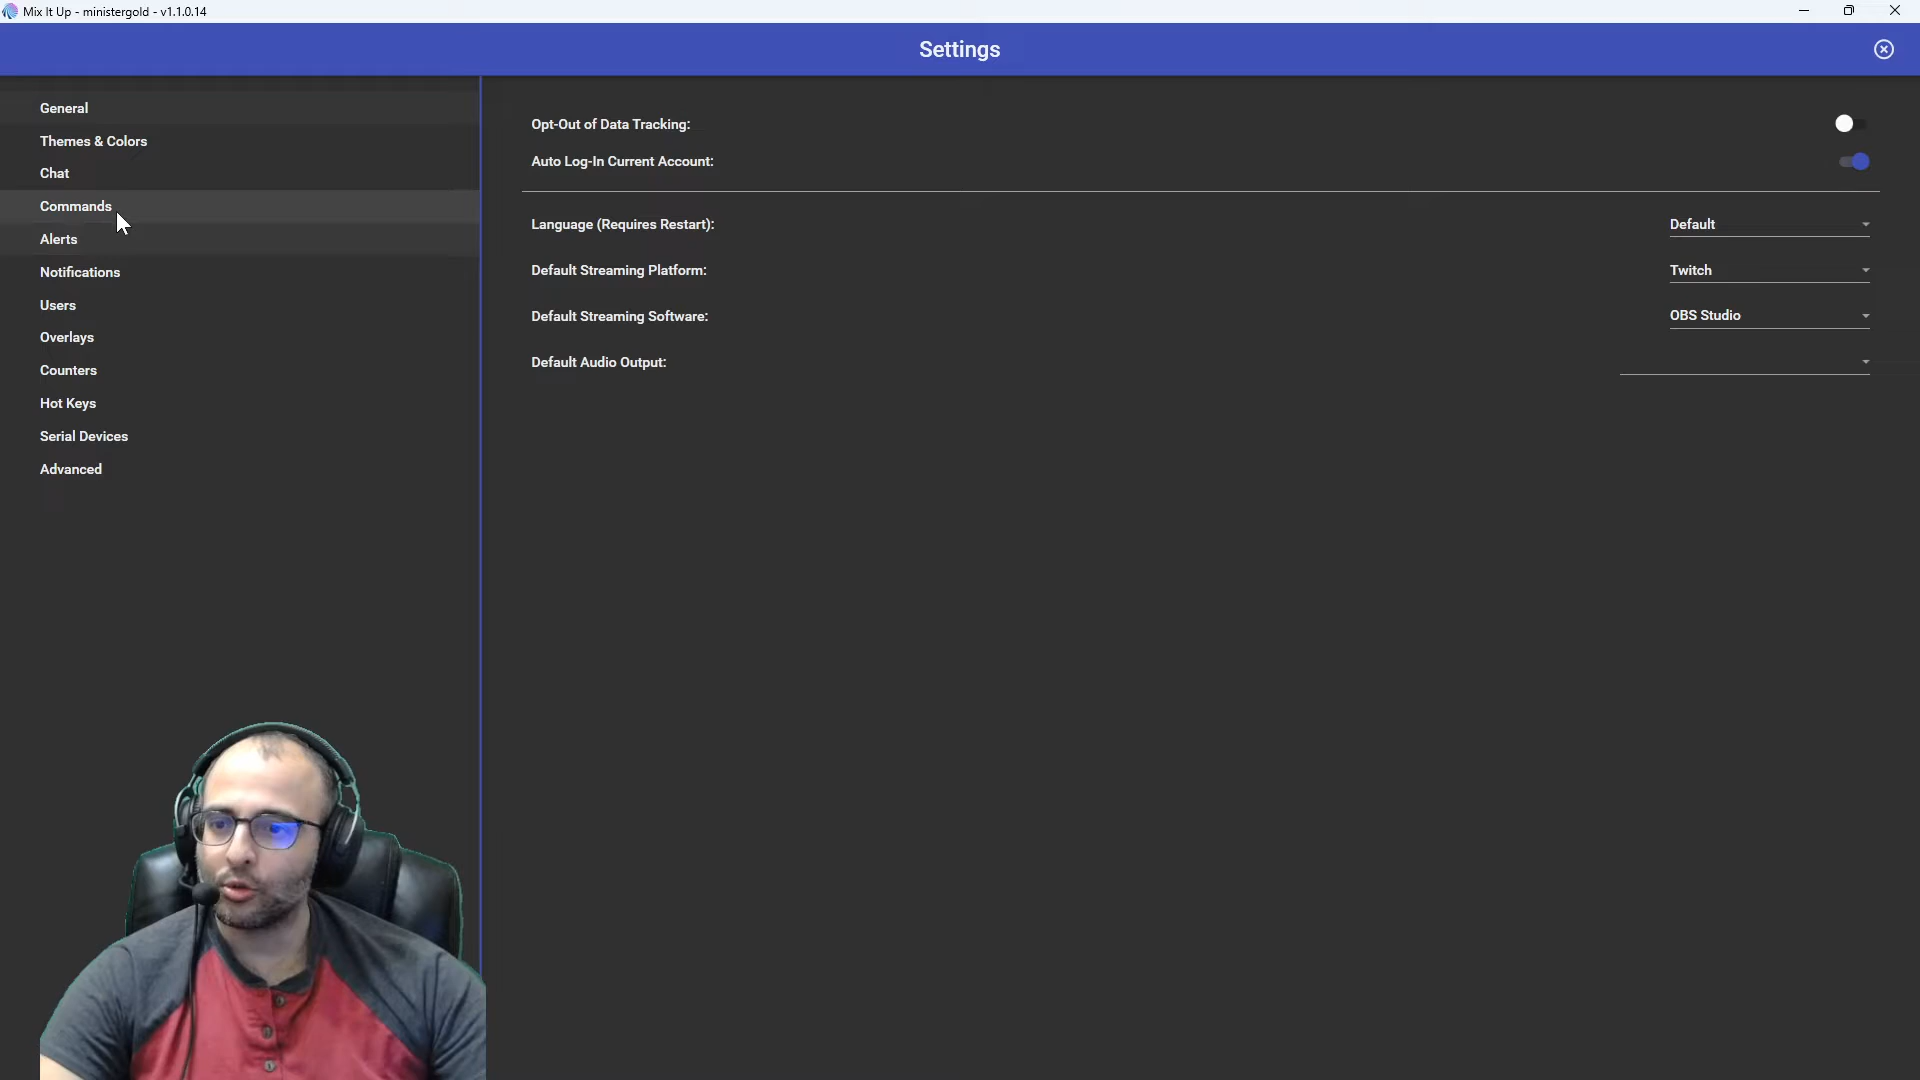 Mix It Up - ministergold - v1.1.0.14
Settings
General
Themes & Colors
Chat
Commands
Alerts
Notifications
Users
Overlays
Counters
Hot Keys
Serial Devices
Advanced
Opt-Out of Data Tracking:
Auto Log-In Current Account:
Language (Requires Restart): Default
Default Streaming Platform: Twitch
Default Streaming Software: OBS Studio
Default Audio Output: